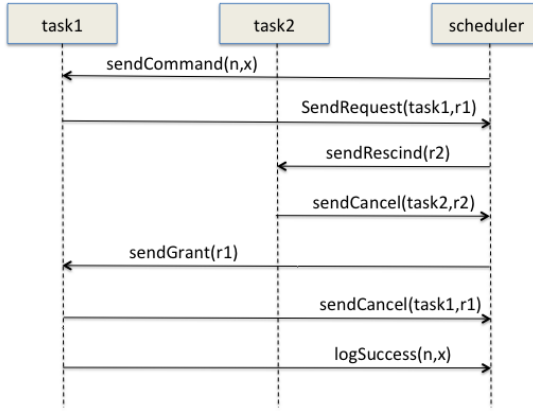 task1
task2
scheduler
sendCommand(n,x)
SendRequest(task1,r1)
sendRescind(r2)
sendCancel(task2,r2)
sendGrant(r1)
sendCancel(task1,r1)
logSuccess(n,x)